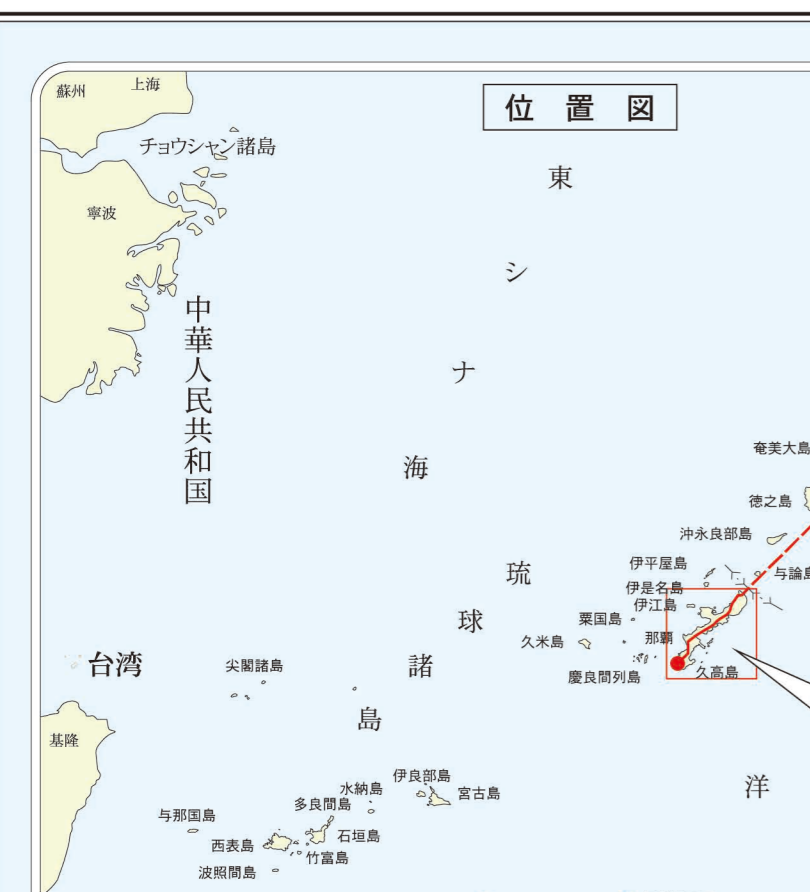 位置図
蘇州
上海
チョウシャン諸島
寧波
中華人民共和国
東シナ海
奄美大島
徳之島
沖永良部島
与論島
伊平屋島
伊是名島
伊江島
粟国島
那覇
久米島
慶良間列島
久高島
琉球諸島
台湾
尖閣諸島
基隆
洋
伊良部島
水納島
宮古島
多良間島
与那国島
石垣島
西表島
竹富島
波照間島